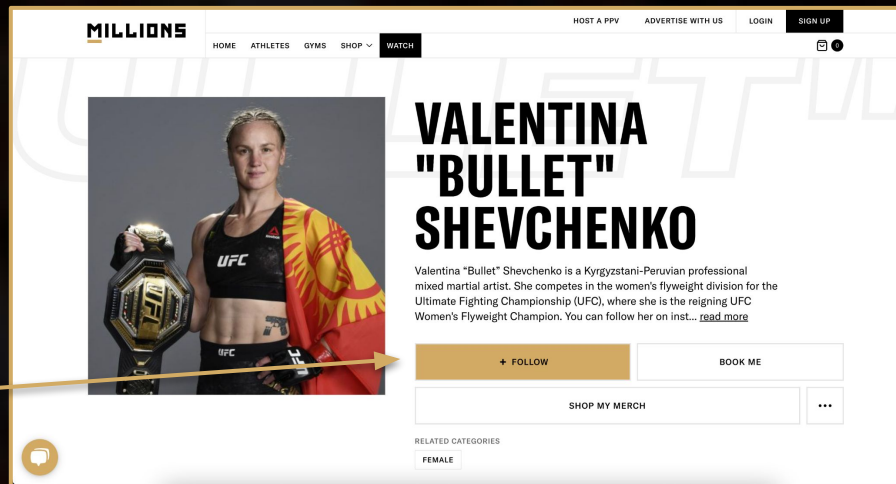 HOST A PPV ADVERTISE WITH US LOGIN SIGN UP
MILLIONS
HOME ATHLETES GYMS SHOP WATCH 0
ULLET"
VALENTINA
"BULLET"
SHEVCHENKO
UFC
UFC
UFC
UFC
Valentina “Bullet” Shevchenko is a Kyrgyzstani-Peruvian professional
mixed martial artist. She competes in the women's flyweight division for the
Ultimate Fighting Championship (UFC), where she is the reigning UFC
Women's Flyweight Champion. You can follow her on inst... read more
+ FOLLOW BOOK ME
SHOP MY MERCH ...
RELATED CATEGORIES
FEMALE